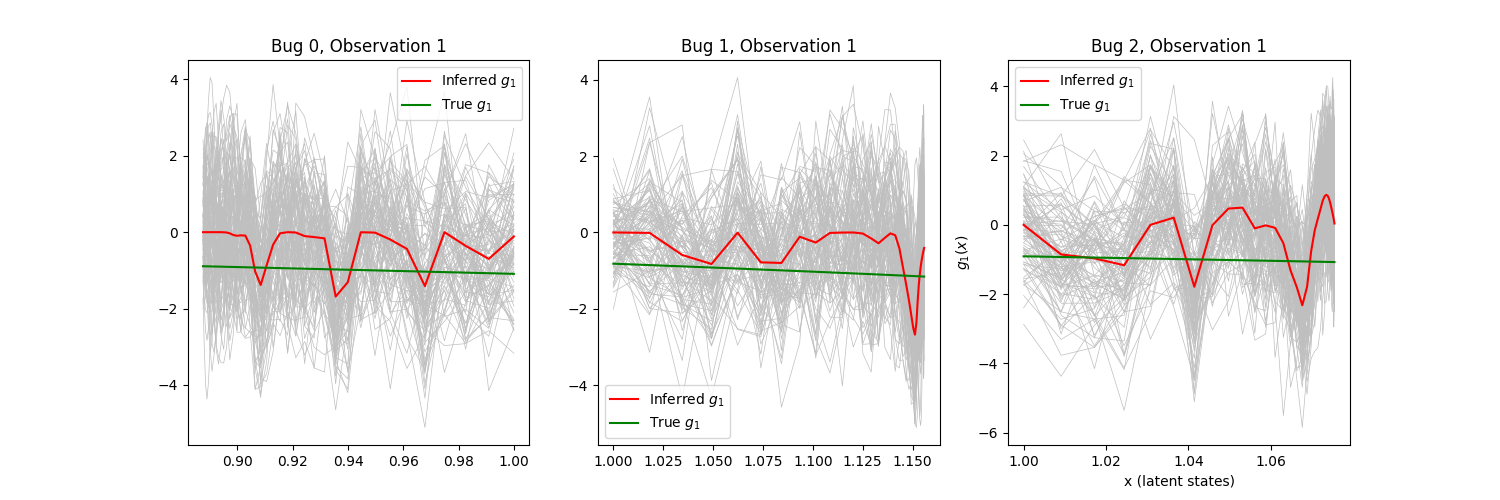 Bug 0, Observation 1
4
2
0
−2
−4
0.90 0.92 0.94 0.96 0.98 1.00
Inferred g₁
True g₁
Bug 1, Observation 1
4
2
0
−2
−4
1.000 1.025 1.050 1.075 1.100 1.125 1.150
Inferred g₁
True g₁
Bug 2, Observation 1
4
2
0
−2
−4
−6
g₁(x)
1.00 1.02 1.04 1.06
x (latent states)
Inferred g₁
True g₁